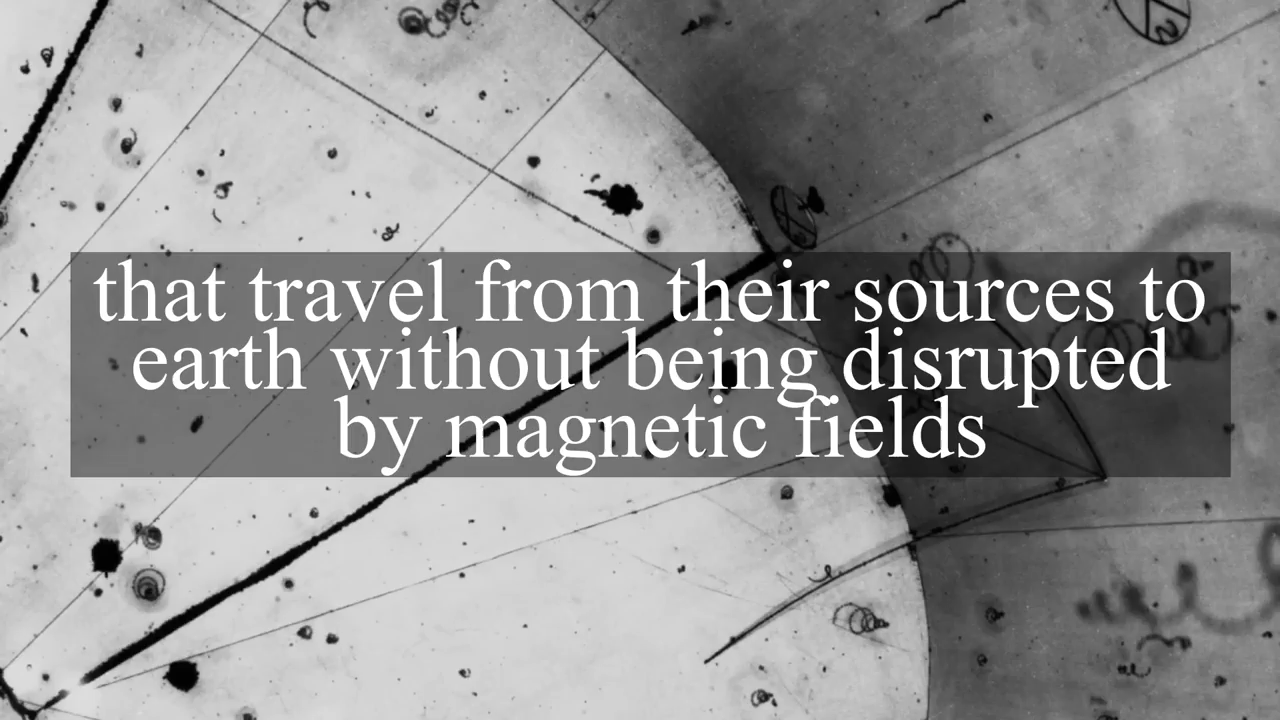 that travel from their sources to
earth without being disrupted
by magnetic fields